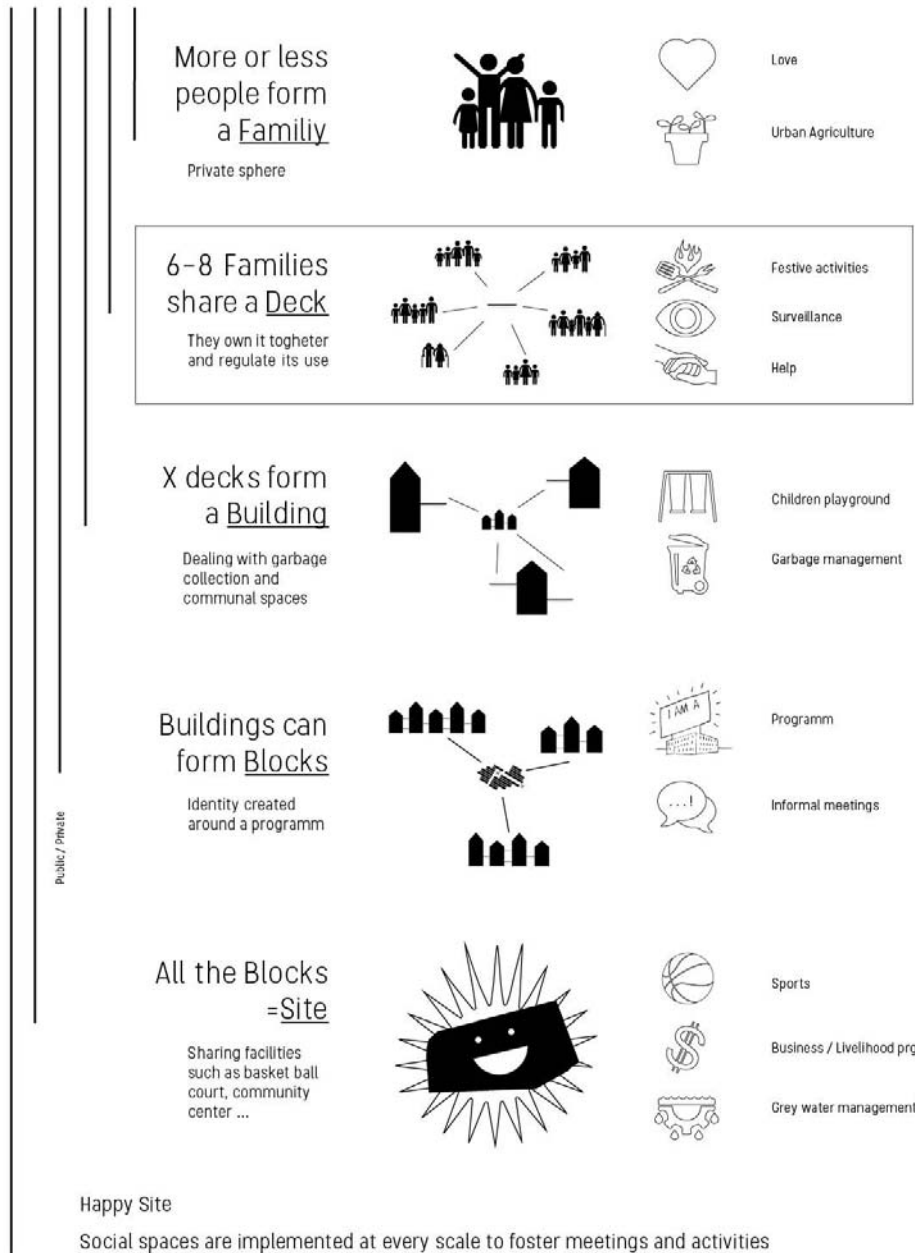 More or less
people form
a Familiy
Private sphere
Love
Urban Agriculture
6-8 Families
share a Deck
They own it togheter
and regulate its use
Festive activities
Surveillance
Help
X decks form
a Building
Dealing with garbage
collection and
communal spaces
Children playground
Garbage management
Buildings can
form Blocks
Identity created
around a programm
I AM A
Programm
...!
Informal meetings
Public / Private
All the Blocks
=Site
Sharing facilities
such as basket ball
court, community
center ...
Sports
$
Business / Livelihood prg
Grey water management
Happy Site
Social spaces are implemented at every scale to foster meetings and activities